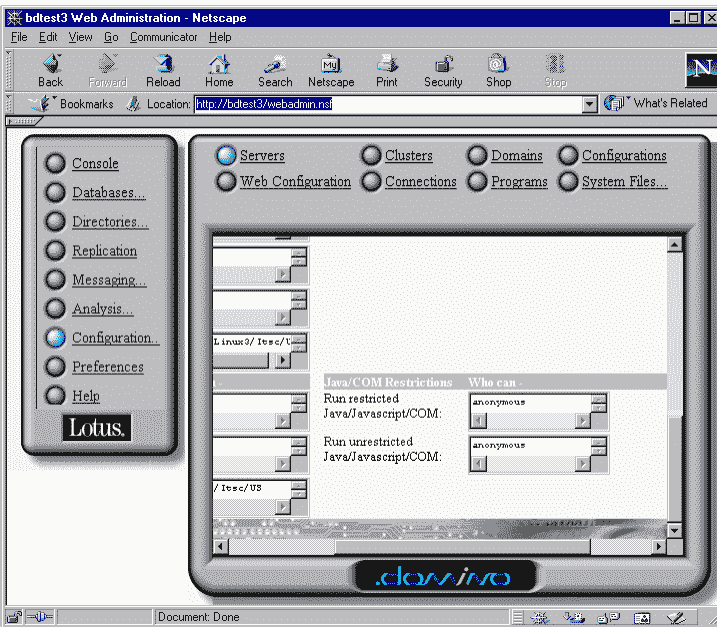 bdtest3 Web Administration - Netscape
File Edit View Go Communicator Help
Back Forward Reload Home Search Netscape Print Security Shop Stop
Bookmarks Location: http://bdtest3/webadmin.nsf What's Related
Console
Databases...
Directories...
Replication
Messaging...
Analysis...
Configuration..
Preferences
Help
Lotus.
Servers Clusters Domains Configurations
Web Configuration Connections Programs System Files...
Linux3/Itsc/U
Java/COM Restrictions Who can -
Run restricted
Java/Javascript/COM:
anonymous
Run unrestricted
Java/Javascript/COM:
anonymous
/Itsc/US
.domino
Document: Done